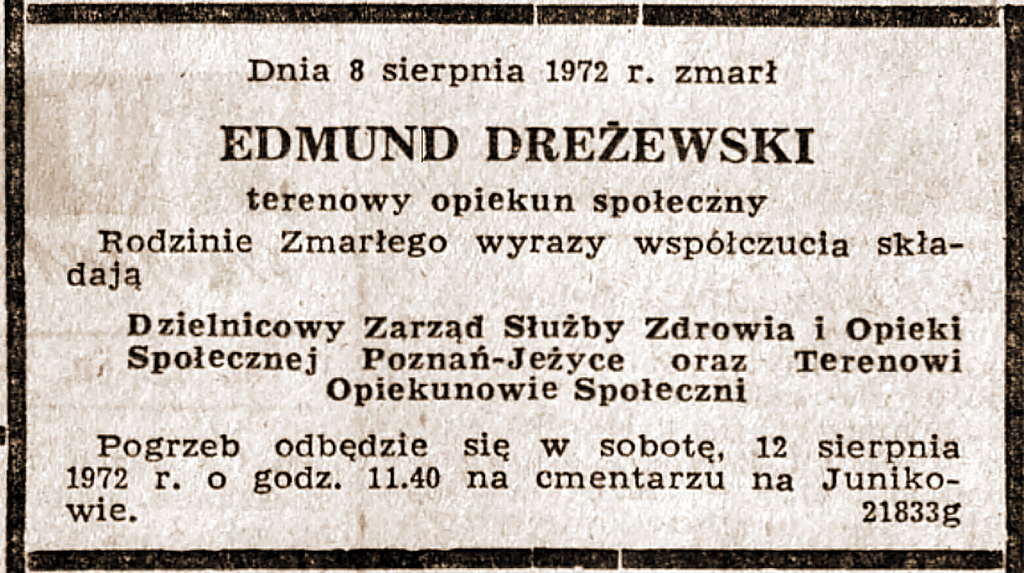 Dnia 8 sierpnia 1972 r. zmarł
EDMUND DREŻEWSKI
terenowy opiekun społeczny
Rodzinie Zmarłego wyrazy współczucia skła-
dają
Dzielnicowy Zarząd Służby Zdrowia i Opieki
Społecznej Poznań-Jeżyce oraz Terenowi
Opiekunowie Społeczni
Pogrzeb odbędzie się w sobotę, 12 sierpnia
1972 r. o godz. 11.40 na cmentarzu na Juniko-
wie. 21833g